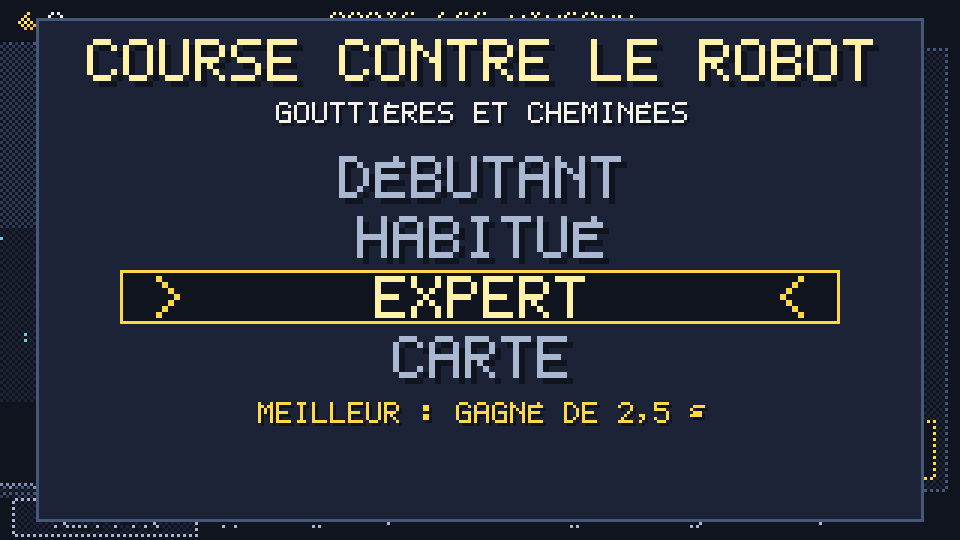 COURSE CONTRE LE ROBOT
GOUTTIÈRES ET CHEMINÉES
DÉBUTANT
HABITUÉ
> EXPERT <
CARTE
MEILLEUR : GAGNÉ DE 2,5 s